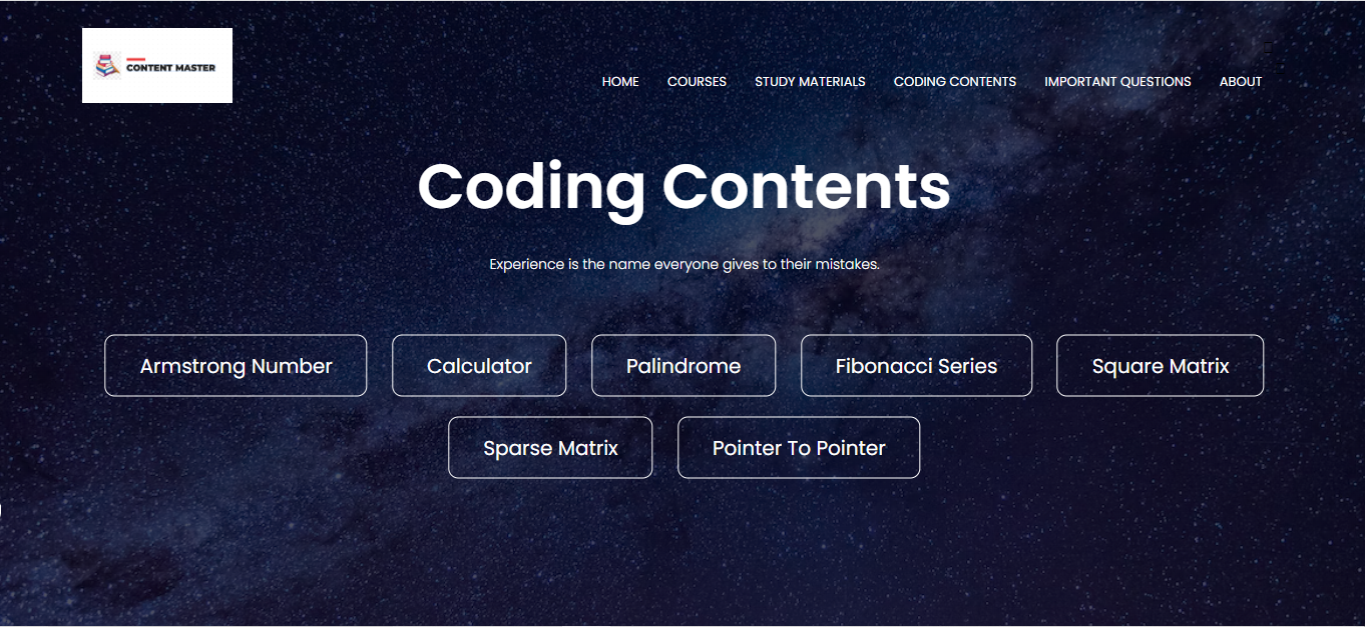 CONTENT MASTER
HOME COURSES STUDY MATERIALS CODING CONTENTS IMPORTANT QUESTIONS ABOUT
Coding Contents
Experience is the name everyone gives to their mistakes.
Armstrong Number Calculator Palindrome Fibonacci Series Square Matrix
Sparse Matrix Pointer To Pointer